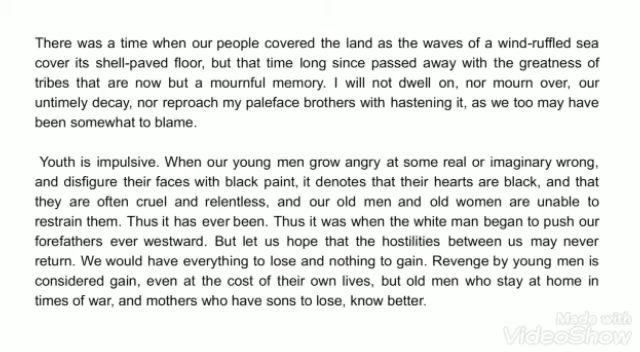 There was a time when our people covered the land as the waves of a wind-ruffled sea
cover its shell-paved floor, but that time long since passed away with the greatness of
tribes that are now but a mournful memory. I will not dwell on, nor mourn over, our
untimely decay, nor reproach my paleface brothers with hastening it, as we too may have
been somewhat to blame.
Youth is impulsive. When our young men grow angry at some real or imaginary wrong,
and disfigure their faces with black paint, it denotes that their hearts are black, and that
they are often cruel and relentless, and our old men and old women are unable to
restrain them. Thus it has ever been. Thus it was when the white man began to push our
forefathers ever westward. But let us hope that the hostilities between us may never
return. We would have everything to lose and nothing to gain. Revenge by young men is
considered gain, even at the cost of their own lives, but old men who stay at home in
times of war, and mothers who have sons to lose, know better.
Made with
VideoShow